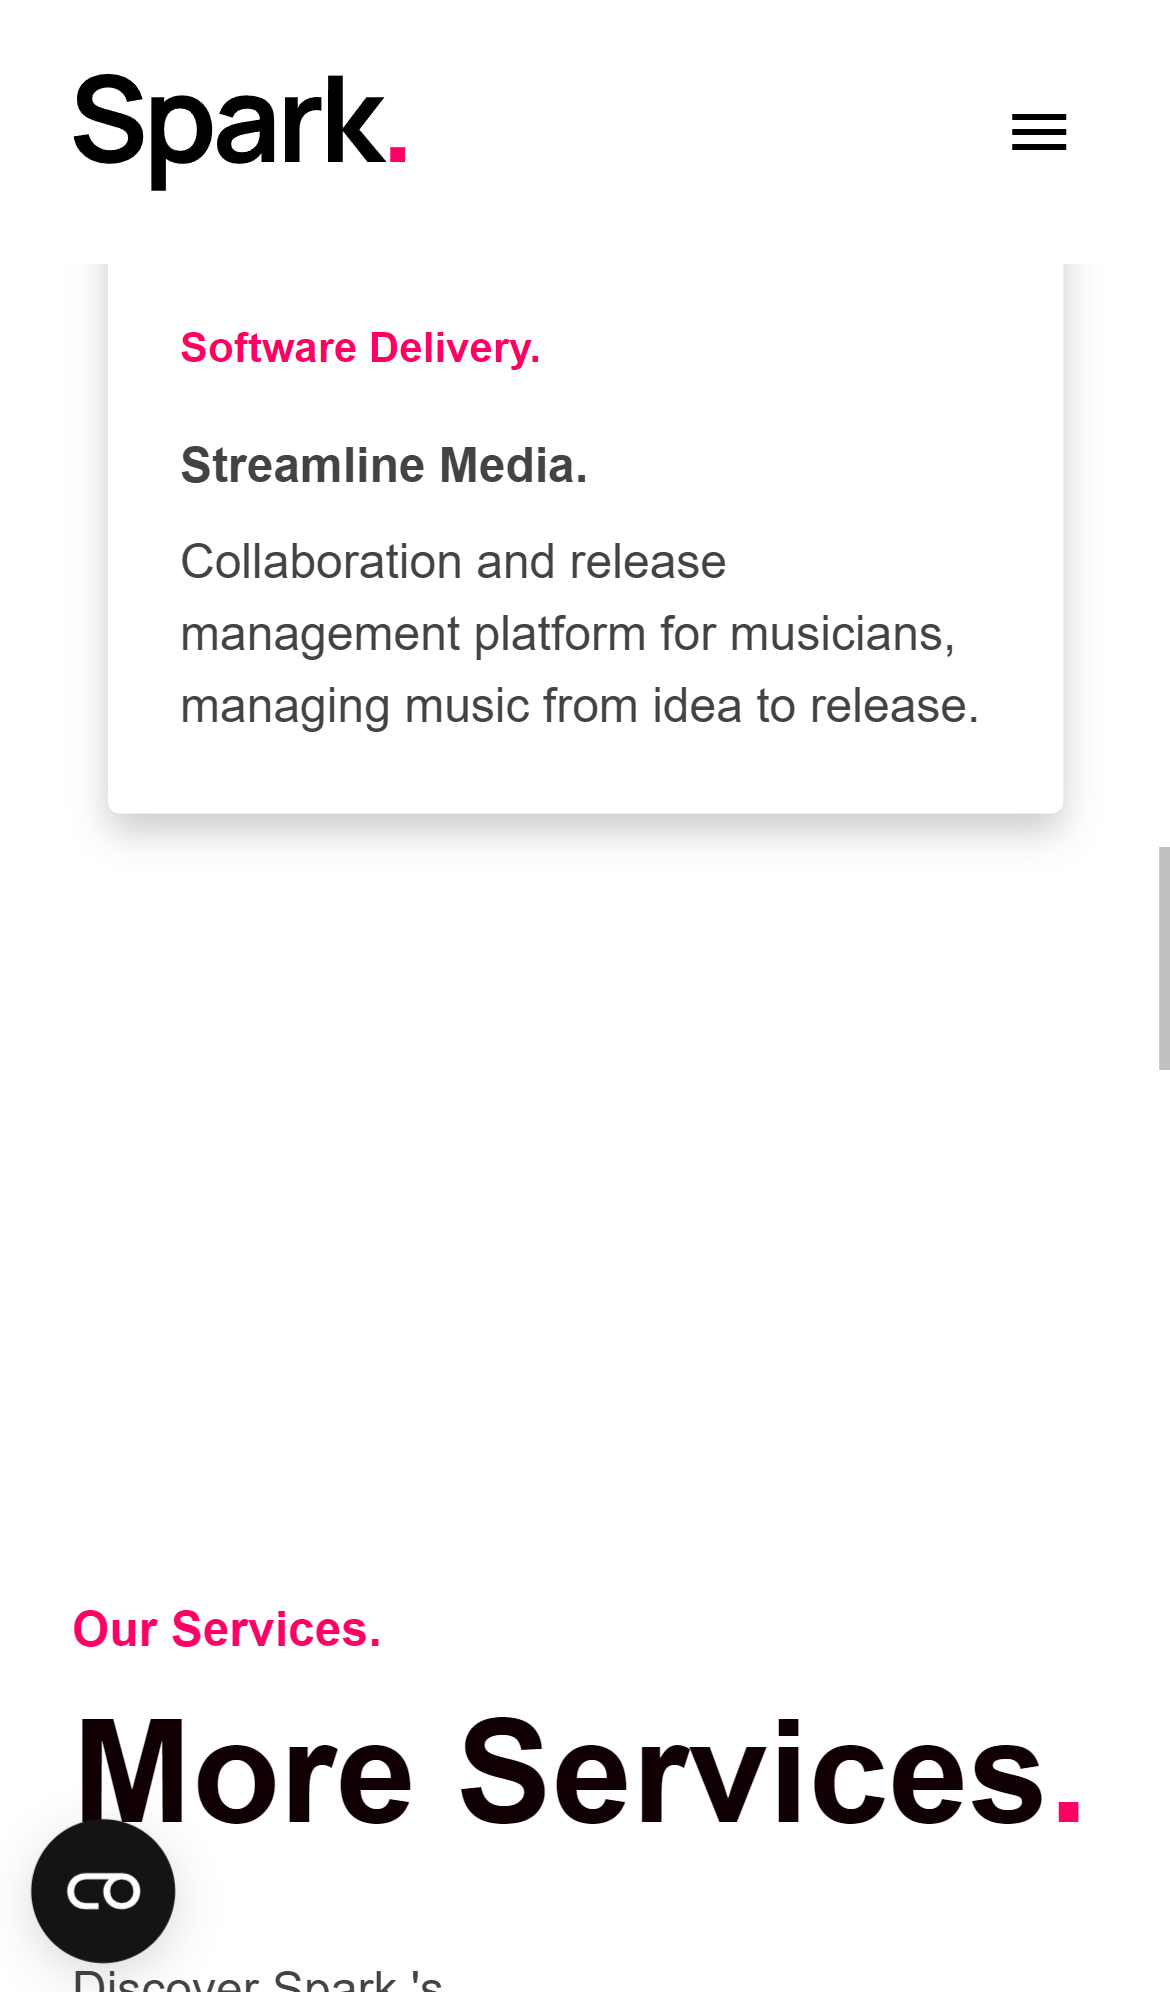 Spark.
Software Delivery.
Streamline Media.
Collaboration and release
management platform for musicians,
managing music from idea to release.
Our Services.
More Services.
Discover Spark.'s